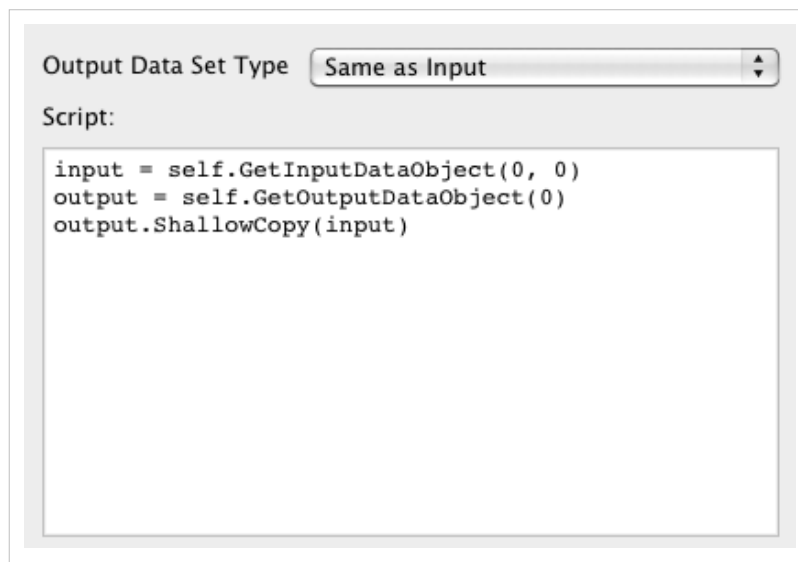 Output Data Set Type Same as Input
Script:
input = self.GetInputDataObject(0, 0)
output = self.GetOutputDataObject(0)
output.ShallowCopy(input)